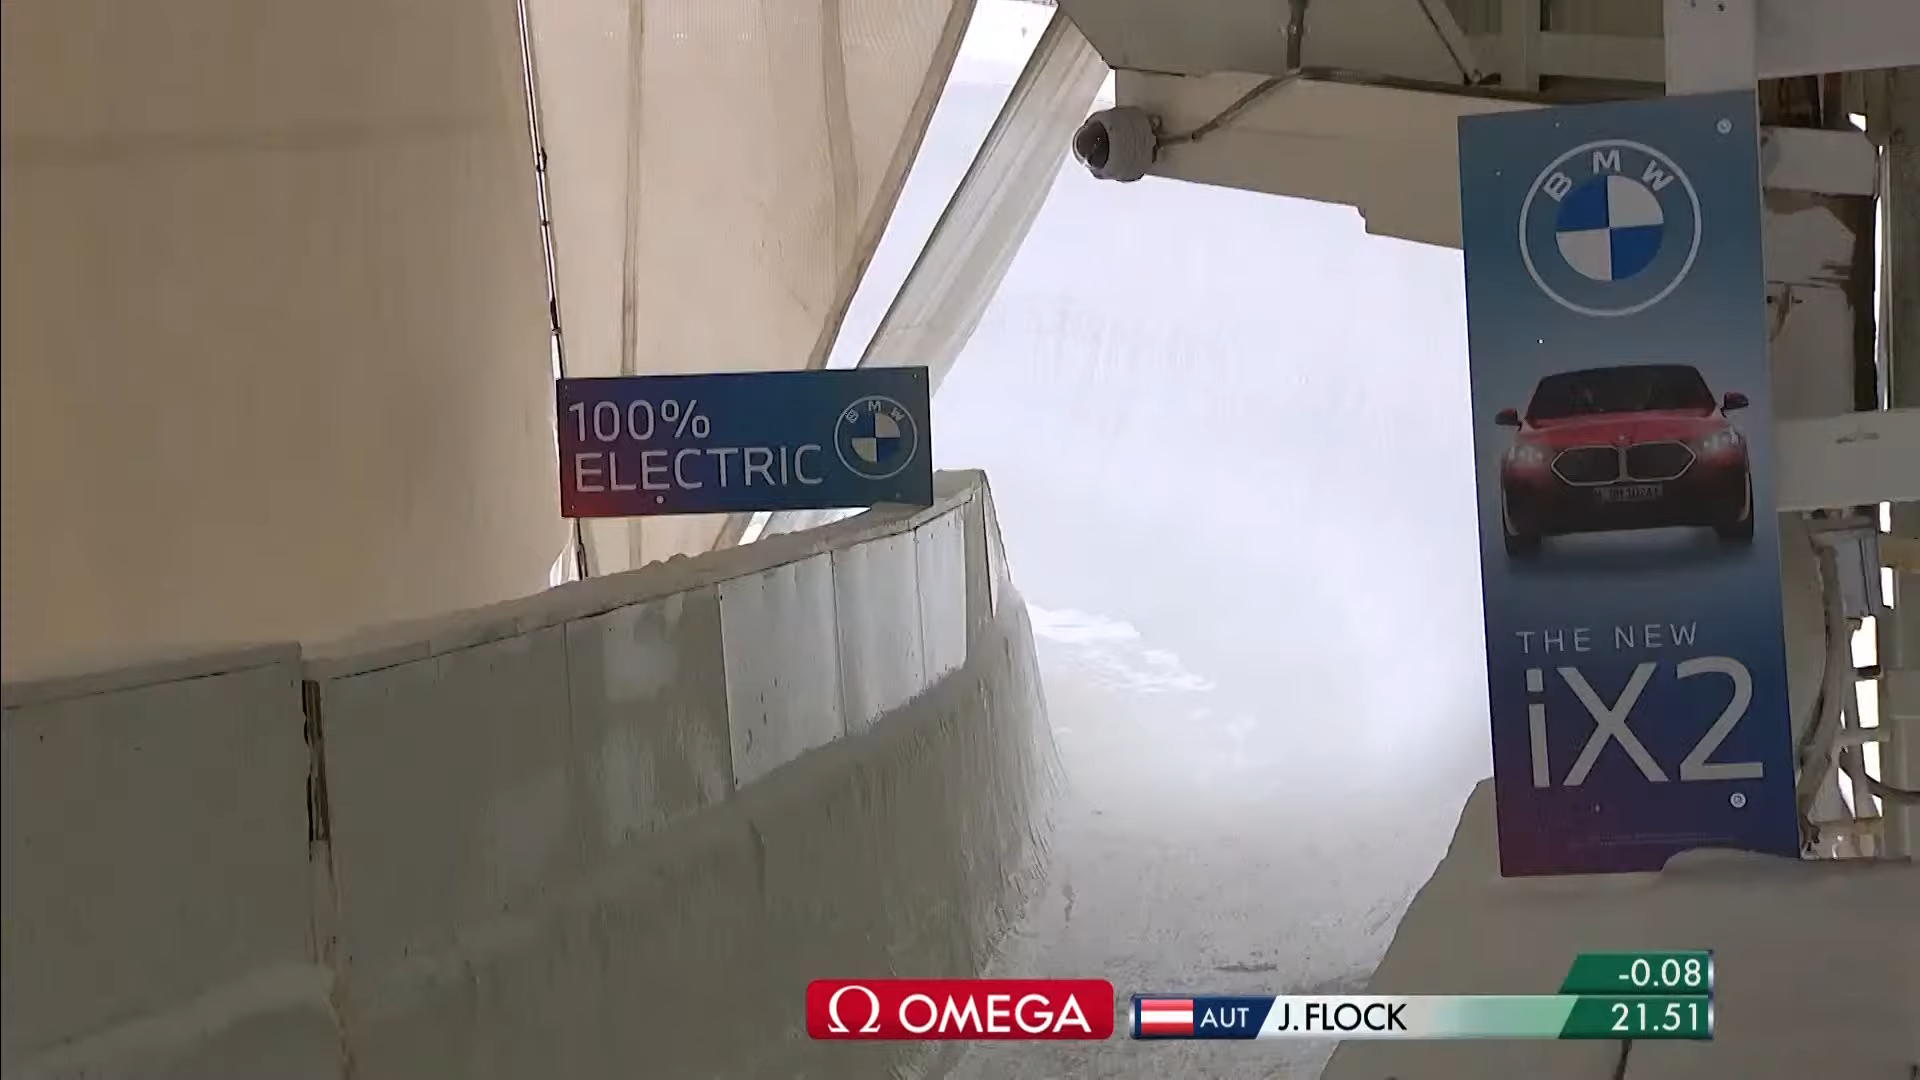 BMW
100%
ELECTRIC
BMW
THE NEW
iX2
-0.08
Ω OMEGA
AUT J. FLOCK 21.51